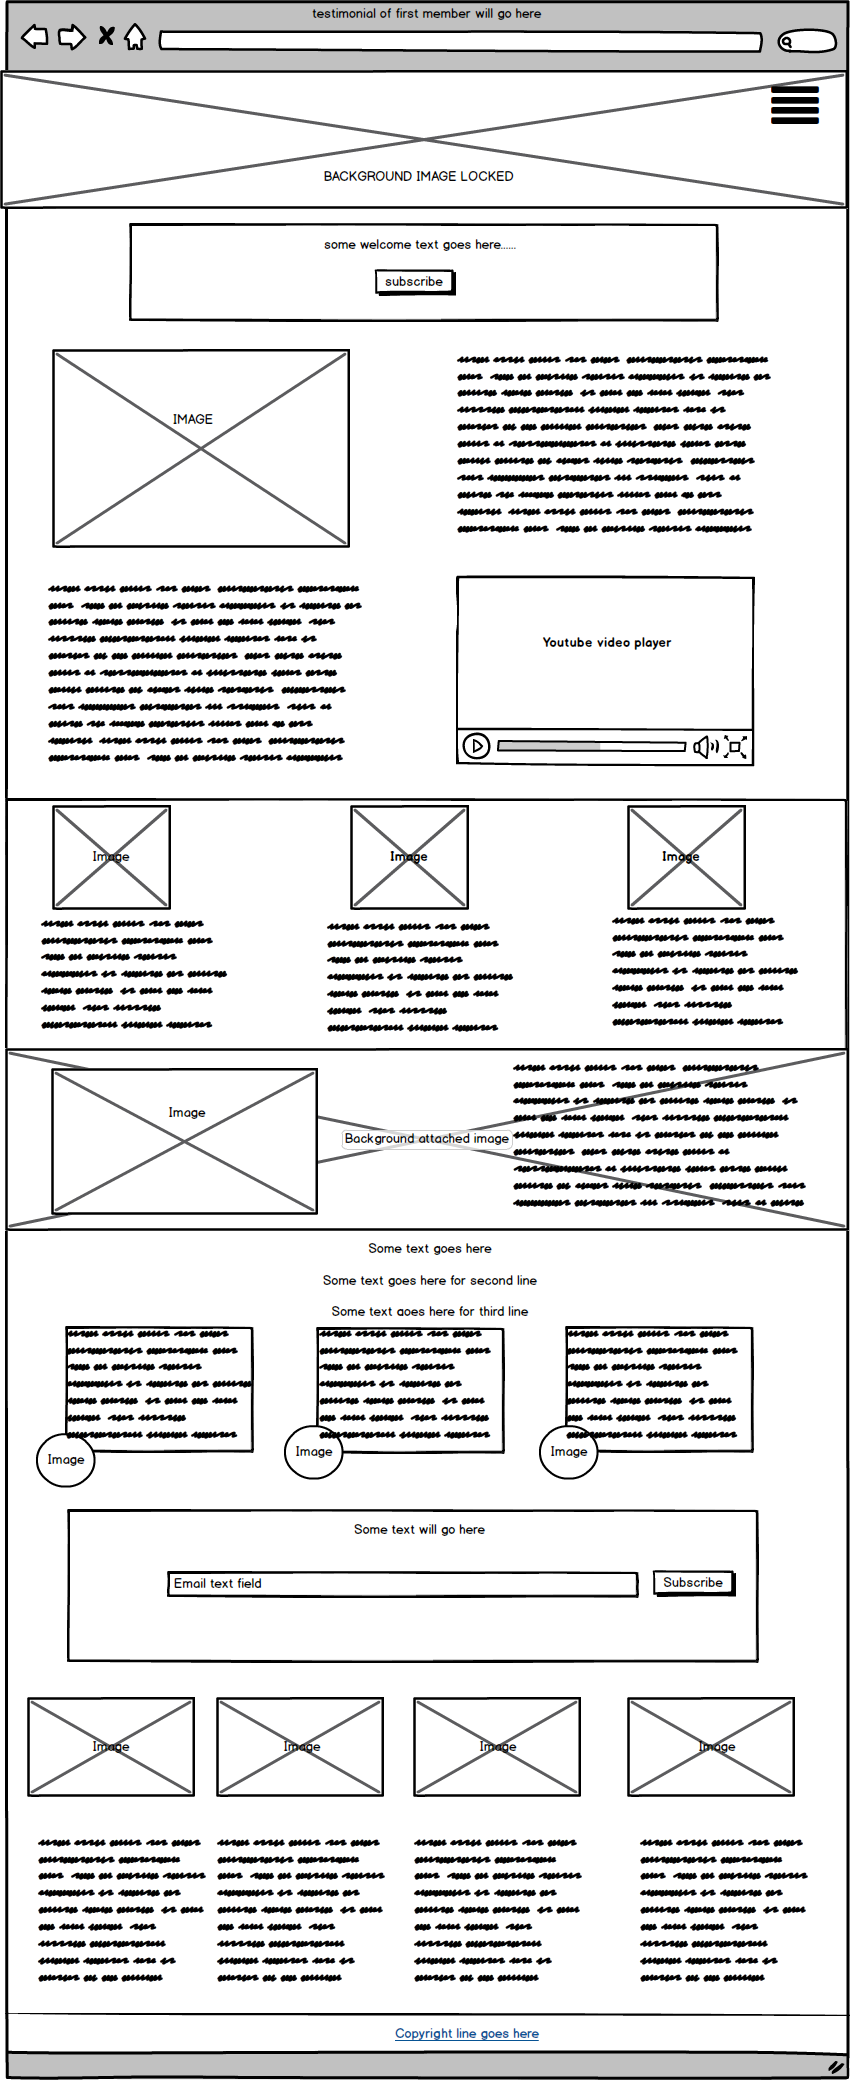 testimonial of first member will go here
BACKGROUND IMAGE LOCKED
some welcome text goes here......
subscribe
IMAGE
Youtube video player
Image
Image
Image
Image
Background attached image
Some text goes here
Some text goes here for second line
Some text goes here for third line
Image
Image
Image
Some text will go here
Email text field
Subscribe
Image
Image
Image
Image
Copyright line goes here